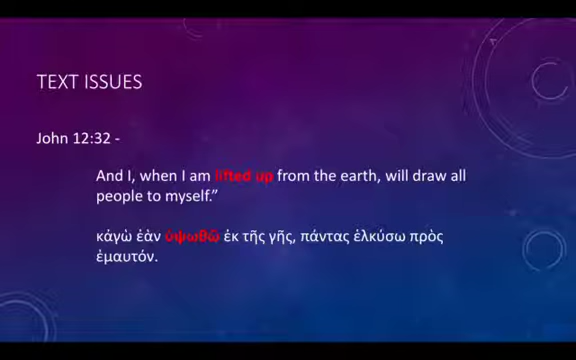 TEXT ISSUES
John 12:32 -
And I, when I am lifted up from the earth, will draw all
people to myself.”
κἀγὼ ἐὰν ὑψωθῶ ἐκ τῆς γῆς, πάντας ἑλκύσω πρὸς
ἐμαυτόν.